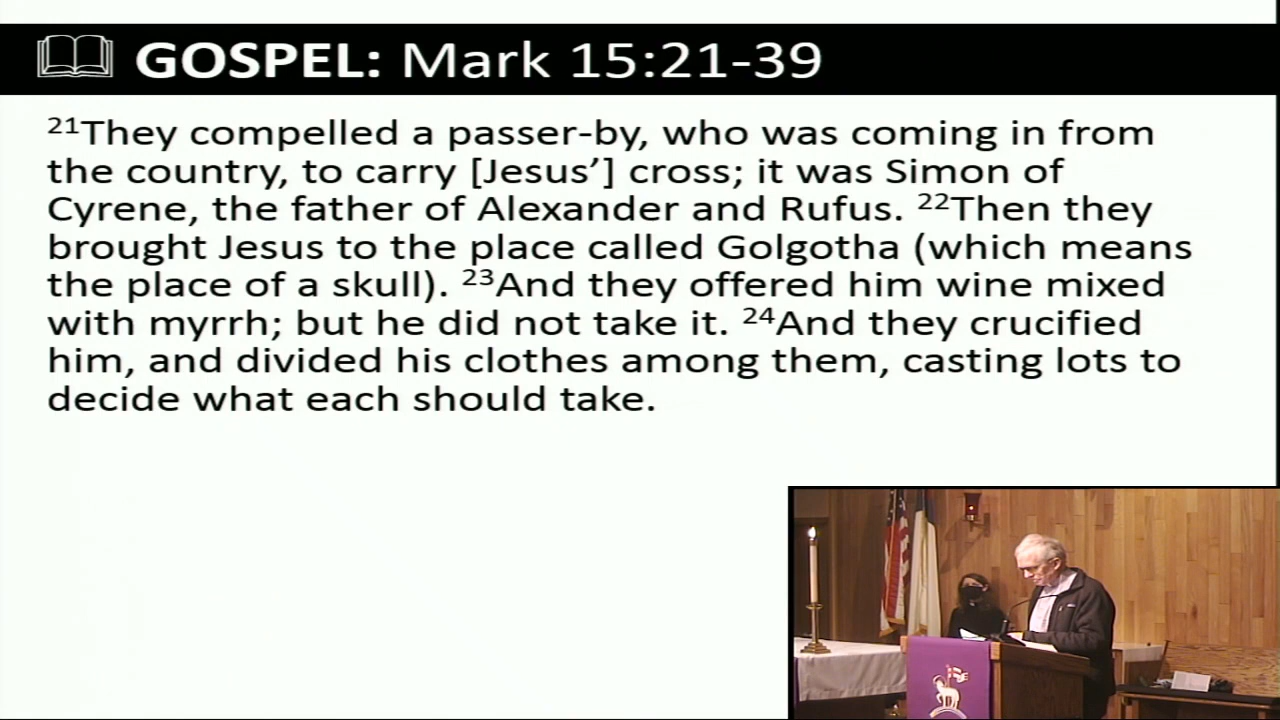 GOSPEL: Mark 15:21-39
21They compelled a passer-by, who was coming in from
the country, to carry [Jesus’] cross; it was Simon of
Cyrene, the father of Alexander and Rufus. 22Then they
brought Jesus to the place called Golgotha (which means
the place of a skull). 23And they offered him wine mixed
with myrrh; but he did not take it. 24And they crucified
him, and divided his clothes among them, casting lots to
decide what each should take.